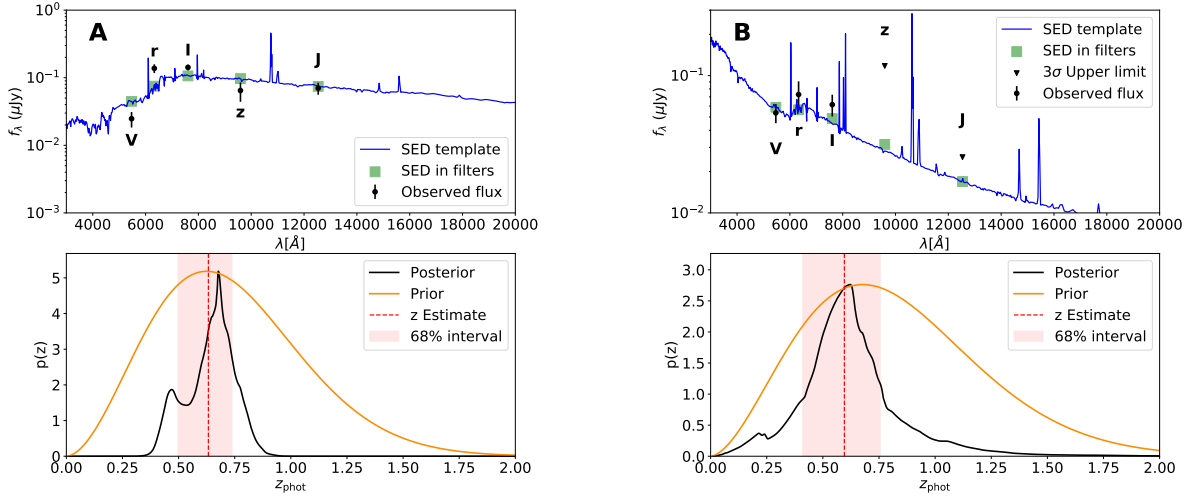 A
r
I
J
V
z
SED template
SED in filters
Observed flux
10⁰
10⁻¹
10⁻²
10⁻³
f_λ (μJy)
4000 6000 8000 10000 12000 14000 16000 18000 20000
λ[Å]
B
z
r
I
J
V
SED template
SED in filters
3σ Upper limit
Observed flux
10⁻¹
10⁻²
f_λ (μJy)
4000 6000 8000 10000 12000 14000 16000 18000 20000
λ[Å]
Posterior
Prior
z Estimate
68% interval
5
4
3
2
1
0
p(z)
0.00 0.25 0.50 0.75 1.00 1.25 1.50 1.75 2.00
z_phot
Posterior
Prior
z Estimate
68% interval
3.0
2.5
2.0
1.5
1.0
0.5
0.0
p(z)
0.00 0.25 0.50 0.75 1.00 1.25 1.50 1.75 2.00
z_phot